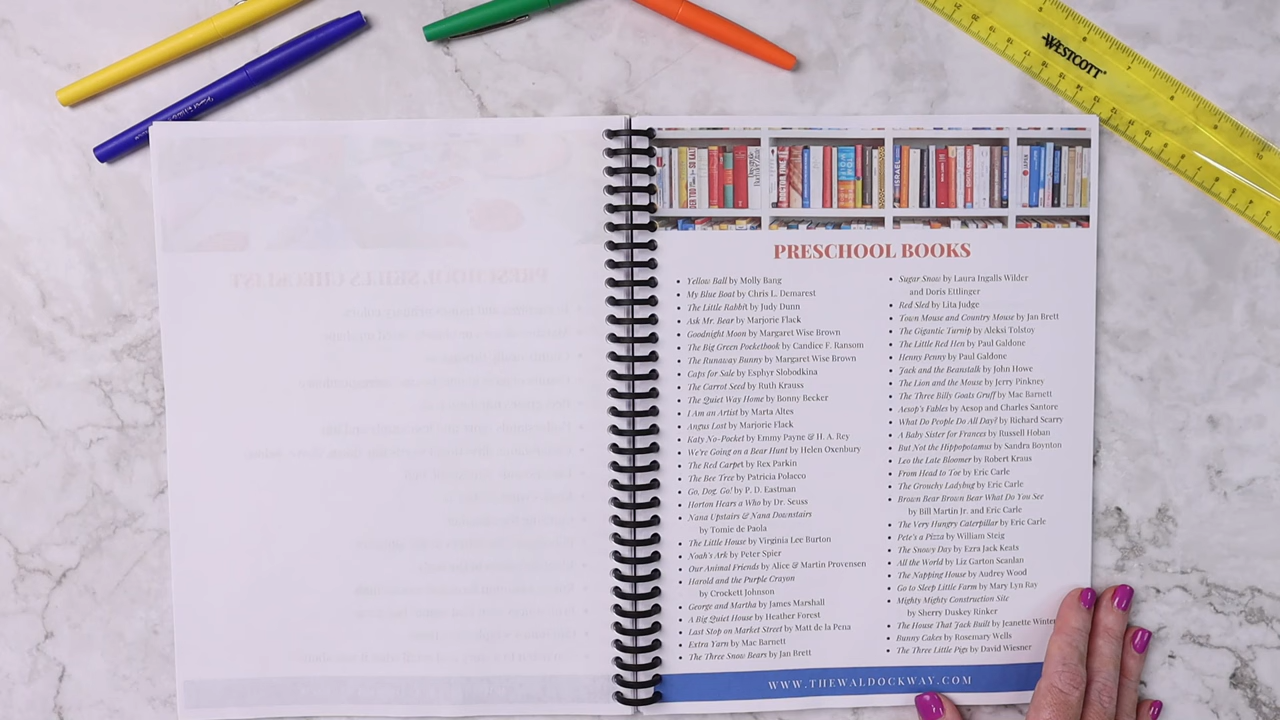 WESTCOTT
PRESCHOOL BOOKS
Yellow Ball by Molly Bang
My Blue Boat by Chris L. Demarest
The Little Rabbit by Judy Dunn
Ask Mr. Bear by Marjorie Flack
Goodnight Moon by Margaret Wise Brown
The Big Green Pocketbook by Candice F. Ransom
The Runaway Bunny by Margaret Wise Brown
Caps for Sale by Esphyr Slobodkina
The Carrot Seed by Ruth Krauss
The Quiet Way Home by Bonny Becker
I Am an Artist by Marta Altes
Angus Lost by Marjorie Flack
Katy No-Pocket by Emmy Payne & H. A. Rey
We're Going on a Bear Hunt by Helen Oxenbury
The Red Carpet by Rex Parkin
The Bee Tree by Patricia Polacco
Go, Dog. Go! by P. D. Eastman
Horton Hears a Who by Dr. Seuss
Nana Upstairs & Nana Downstairs
by Tomie de Paola
The Little House by Virginia Lee Burton
Noah's Ark by Peter Spier
Our Animal Friends by Alice & Martin Provensen
Harold and the Purple Crayon
by Crockett Johnson
George and Martha by James Marshall
A Big Quiet House by Heather Forest
Last Stop on Market Street by Matt de la Pena
Extra Yarn by Mac Barnett
The Three Snow Bears by Jan Brett
Sugar Snow by Laura Ingalls Wilder
and Doris Ettlinger
Red Sled by Lita Judge
Town Mouse and Country Mouse by Jan Brett
The Gigantic Turnip by Aleksi Tolstoy
The Little Red Hen by Paul Galdone
Henny Penny by Paul Galdone
Jack and the Beanstalk by John Howe
The Lion and the Mouse by Jerry Pinkney
The Three Billy Goats Gruff by Mac Barnett
Aesop's Fables by Aesop and Charles Santore
What Do People Do All Day? by Richard Scarry
A Baby Sister for Frances by Russell Hoban
But Not the Hippopotamus by Sandra Boynton
Leo the Late Bloomer by Robert Kraus
From Head to Toe by Eric Carle
The Grouchy Ladybug by Eric Carle
Brown Bear Brown Bear What Do You See
by Bill Martin Jr. and Eric Carle
The Very Hungry Caterpillar by Eric Carle
Pete's a Pizza by William Steig
The Snowy Day by Ezra Jack Keats
All the World by Liz Garton Scanlan
The Napping House by Audrey Wood
Go to Sleep Little Farm by Mary Lyn Ray
Mighty Mighty Construction Site
by Sherry Duskey Rinker
The House That Jack Built by Jeanette Winter
Bunny Cakes by Rosemary Wells
The Three Little Pigs by David Wiesner
WWW.THEWALDOCKWAY.COM